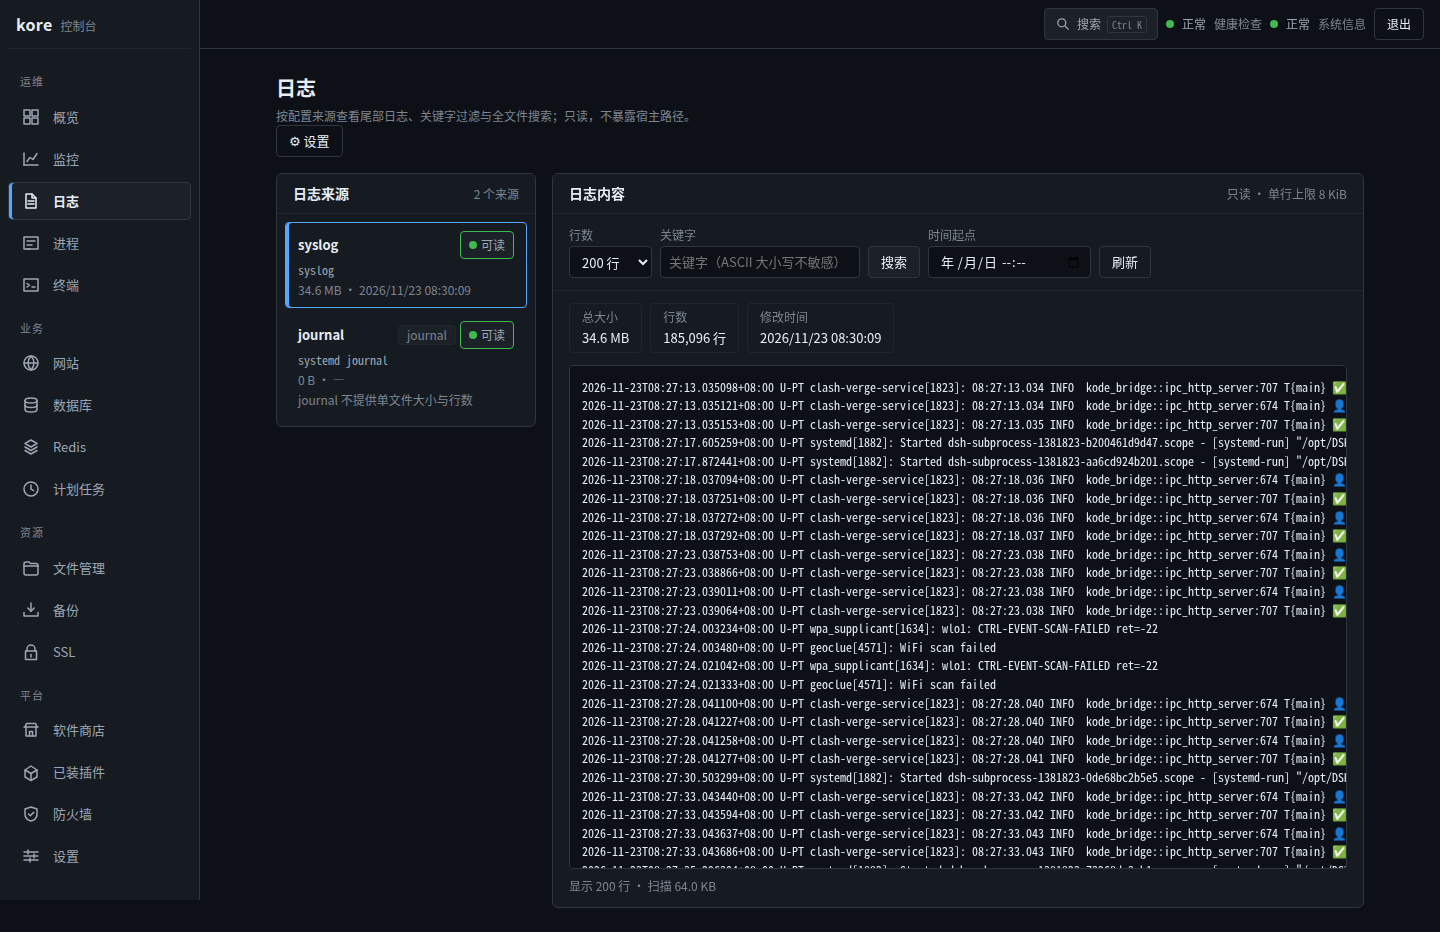 kore 控制台
搜索 Ctrl K 正常 健康检查 正常 系统信息 退出
运维
概览
监控
日志
进程
终端
业务
网站
数据库
Redis
计划任务
资源
文件管理
备份
SSL
平台
软件商店
已装插件
防火墙
设置
日志
按配置来源查看尾部日志、关键字过滤与全文件搜索；只读，不暴露宿主路径。
⚙ 设置
日志来源 2 个来源
syslog 可读
syslog
34.6 MB · 2026/11/23 08:30:09
journal journal 可读
systemd journal
0 B · —
journal 不提供单文件大小与行数
日志内容 只读 · 单行上限 8 KiB
行数 关键字 时间起点
200 行 关键字（ASCII 大小写不敏感） 搜索 年 /月/日 --:-- 刷新
总大小 行数 修改时间
34.6 MB 185,096 行 2026/11/23 08:30:09
2026-11-23T08:27:13.035098+08:00 U-PT clash-verge-service[1823]: 08:27:13.034 INFO  kode_bridge::ipc_http_server:707 T{main} ✅
2026-11-23T08:27:13.035121+08:00 U-PT clash-verge-service[1823]: 08:27:13.035 INFO  kode_bridge::ipc_http_server:674 T{main} 👤
2026-11-23T08:27:13.035153+08:00 U-PT clash-verge-service[1823]: 08:27:13.035 INFO  kode_bridge::ipc_http_server:707 T{main} ✅
2026-11-23T08:27:17.605259+08:00 U-PT systemd[1882]: Started dsh-subprocess-1381823-b200461d9d47.scope - [systemd-run] "/opt/DSH
2026-11-23T08:27:17.872441+08:00 U-PT systemd[1882]: Started dsh-subprocess-1381823-aa6cd924b201.scope - [systemd-run] "/opt/DSH
2026-11-23T08:27:18.037094+08:00 U-PT clash-verge-service[1823]: 08:27:18.036 INFO  kode_bridge::ipc_http_server:674 T{main} 👤
2026-11-23T08:27:18.037251+08:00 U-PT clash-verge-service[1823]: 08:27:18.036 INFO  kode_bridge::ipc_http_server:707 T{main} ✅
2026-11-23T08:27:18.037272+08:00 U-PT clash-verge-service[1823]: 08:27:18.036 INFO  kode_bridge::ipc_http_server:674 T{main} 👤
2026-11-23T08:27:18.037292+08:00 U-PT clash-verge-service[1823]: 08:27:18.037 INFO  kode_bridge::ipc_http_server:707 T{main} ✅
2026-11-23T08:27:23.038753+08:00 U-PT clash-verge-service[1823]: 08:27:23.038 INFO  kode_bridge::ipc_http_server:674 T{main} 👤
2026-11-23T08:27:23.038866+08:00 U-PT clash-verge-service[1823]: 08:27:23.038 INFO  kode_bridge::ipc_http_server:707 T{main} ✅
2026-11-23T08:27:23.039011+08:00 U-PT clash-verge-service[1823]: 08:27:23.038 INFO  kode_bridge::ipc_http_server:674 T{main} 👤
2026-11-23T08:27:23.039064+08:00 U-PT clash-verge-service[1823]: 08:27:23.038 INFO  kode_bridge::ipc_http_server:707 T{main} ✅
2026-11-23T08:27:24.003234+08:00 U-PT wpa_supplicant[1634]: wlo1: CTRL-EVENT-SCAN-FAILED ret=-22
2026-11-23T08:27:24.003480+08:00 U-PT geoclue[4571]: WiFi scan failed
2026-11-23T08:27:24.021042+08:00 U-PT wpa_supplicant[1634]: wlo1: CTRL-EVENT-SCAN-FAILED ret=-22
2026-11-23T08:27:24.021333+08:00 U-PT geoclue[4571]: WiFi scan failed
2026-11-23T08:27:28.041100+08:00 U-PT clash-verge-service[1823]: 08:27:28.040 INFO  kode_bridge::ipc_http_server:674 T{main} 👤
2026-11-23T08:27:28.041227+08:00 U-PT clash-verge-service[1823]: 08:27:28.040 INFO  kode_bridge::ipc_http_server:707 T{main} ✅
2026-11-23T08:27:28.041258+08:00 U-PT clash-verge-service[1823]: 08:27:28.040 INFO  kode_bridge::ipc_http_server:674 T{main} 👤
2026-11-23T08:27:28.041277+08:00 U-PT clash-verge-service[1823]: 08:27:28.041 INFO  kode_bridge::ipc_http_server:707 T{main} ✅
2026-11-23T08:27:30.503299+08:00 U-PT systemd[1882]: Started dsh-subprocess-1381823-0de68bc2b5e5.scope - [systemd-run] "/opt/DSH
2026-11-23T08:27:33.043440+08:00 U-PT clash-verge-service[1823]: 08:27:33.042 INFO  kode_bridge::ipc_http_server:674 T{main} 👤
2026-11-23T08:27:33.043594+08:00 U-PT clash-verge-service[1823]: 08:27:33.042 INFO  kode_bridge::ipc_http_server:707 T{main} ✅
2026-11-23T08:27:33.043637+08:00 U-PT clash-verge-service[1823]: 08:27:33.043 INFO  kode_bridge::ipc_http_server:674 T{main} 👤
2026-11-23T08:27:33.043686+08:00 U-PT clash-verge-service[1823]: 08:27:33.043 INFO  kode_bridge::ipc_http_server:707 T{main} ✅
显示 200 行 · 扫描 64.0 KB